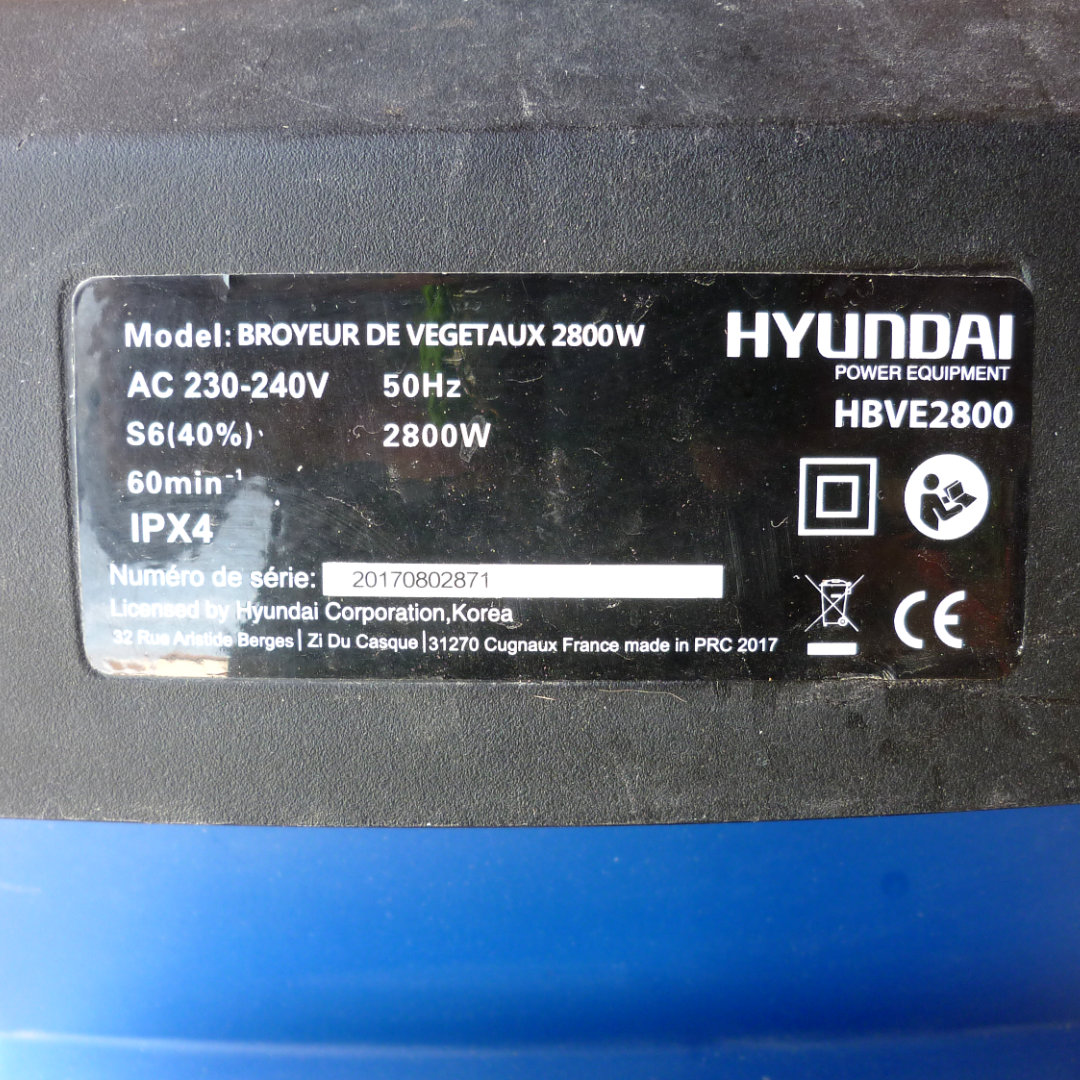 Model: BROYEUR DE VEGETAUX 2800W
HYUNDAI
POWER EQUIPMENT
HBVE2800
AC 230-240V 50Hz
S6(40%) 2800W
60min⁻¹
IPX4
Numéro de série: 20170802871
Licensed by Hyundai Corporation,Korea
32 Rue Aristide Berges|Zi Du Casque|31270 Cugnaux France made in PRC 2017
CE